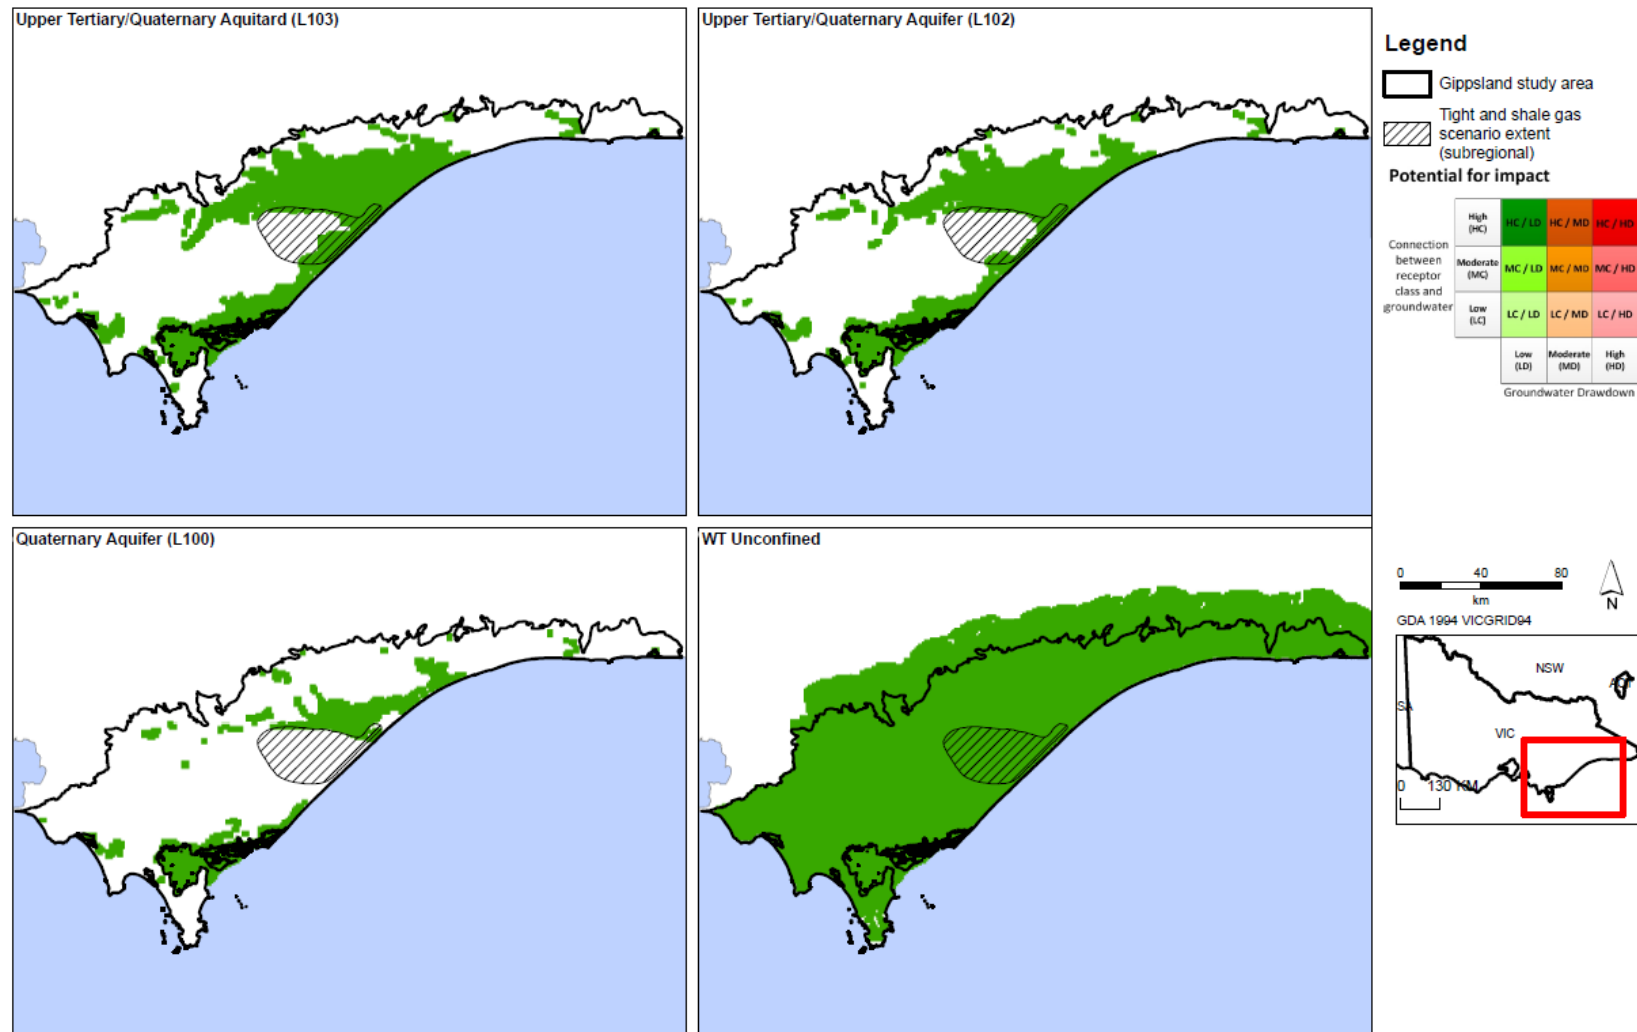 Upper Tertiary/Quaternary Aquitard (L103)
Upper Tertiary/Quaternary Aquifer (L102)
Quaternary Aquifer (L100)
WT Unconfined
Legend
Gippsland study area
Tight and shale gas
scenario extent
(subregional)
Potential for impact
Connection
between
receptor
class and
groundwater
High
(HC)
HC / LD HC / MD HC / HD
Moderate
(MC)
MC / LD MC / MD MC / HD
Low
(LC)
LC / LD LC / MD LC / HD
Low
(LD)
Moderate
(MD)
High
(HD)
Groundwater Drawdown
0 40 80
km
N
GDA 1994 VICGRID94
NSW
SA
VIC
0 130 KM